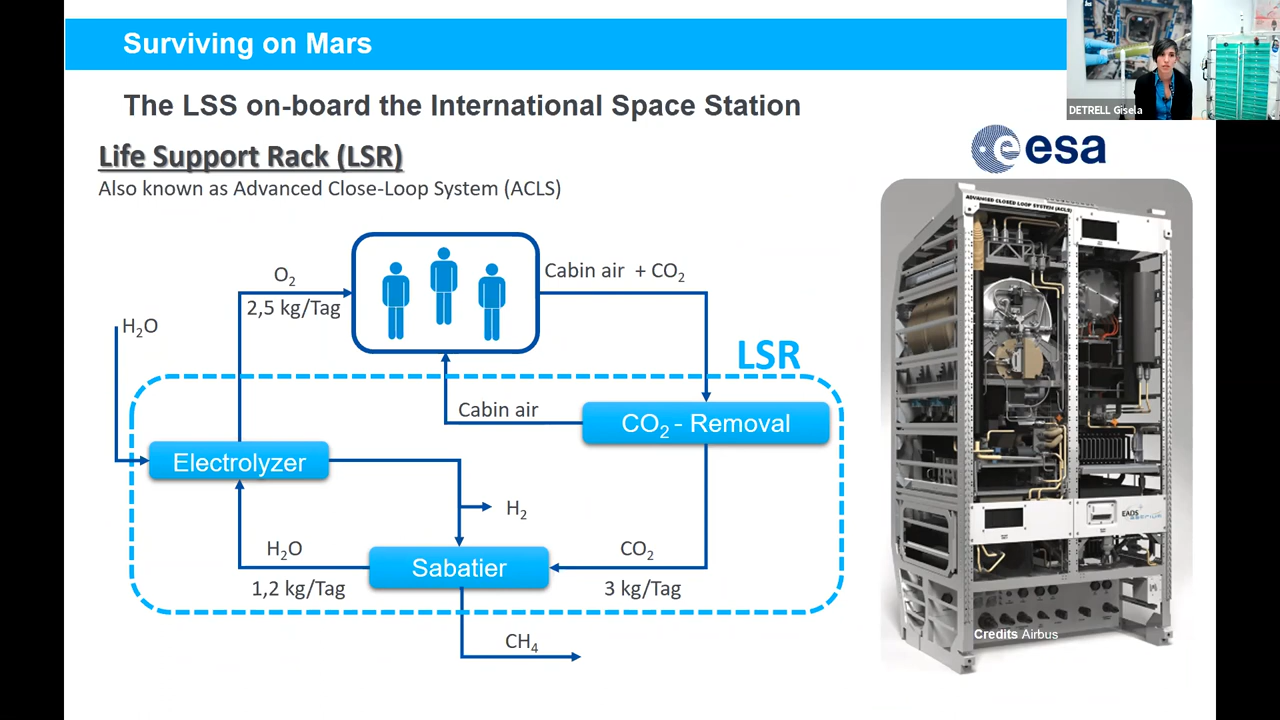 Surviving on Mars
DETRELL Gisela
The LSS on-board the International Space Station
esa
Life Support Rack (LSR)
Also known as Advanced Close-Loop System (ACLS)
ADVANCED CLOSED LOOP SYSTEM (ACLS)
O₂
2,5 kg/Tag
Cabin air + CO₂
H₂O
LSR
Cabin air
CO₂ - Removal
Electrolyzer
H₂
EADS
H₂O
CO₂
Sabatier
1,2 kg/Tag
3 kg/Tag
Credits Airbus
CH₄